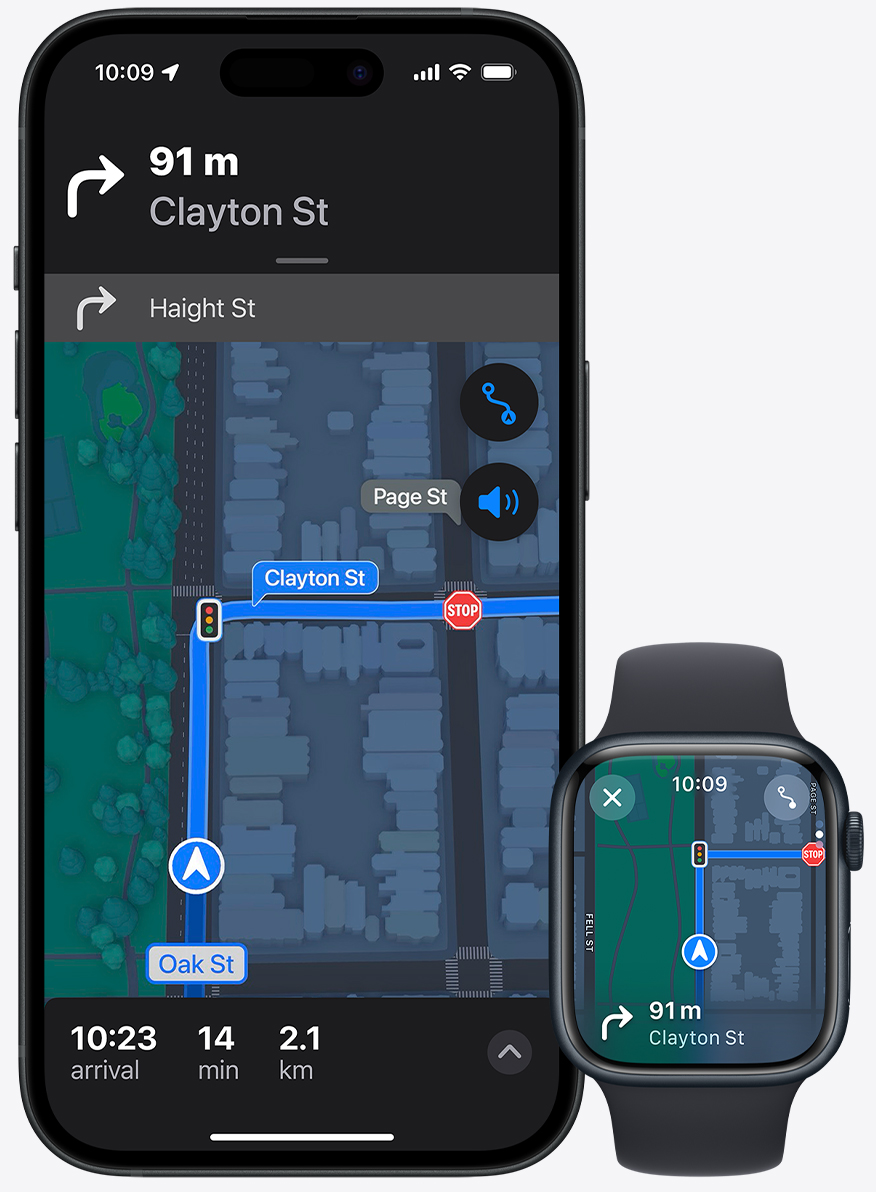 10:09
91 m
Clayton St
Haight St
Page St
Clayton St
STOP
Oak St
10:23 14 2.1
arrival min km
10:09
PAGE ST
STOP
FELL ST
91 m
Clayton St